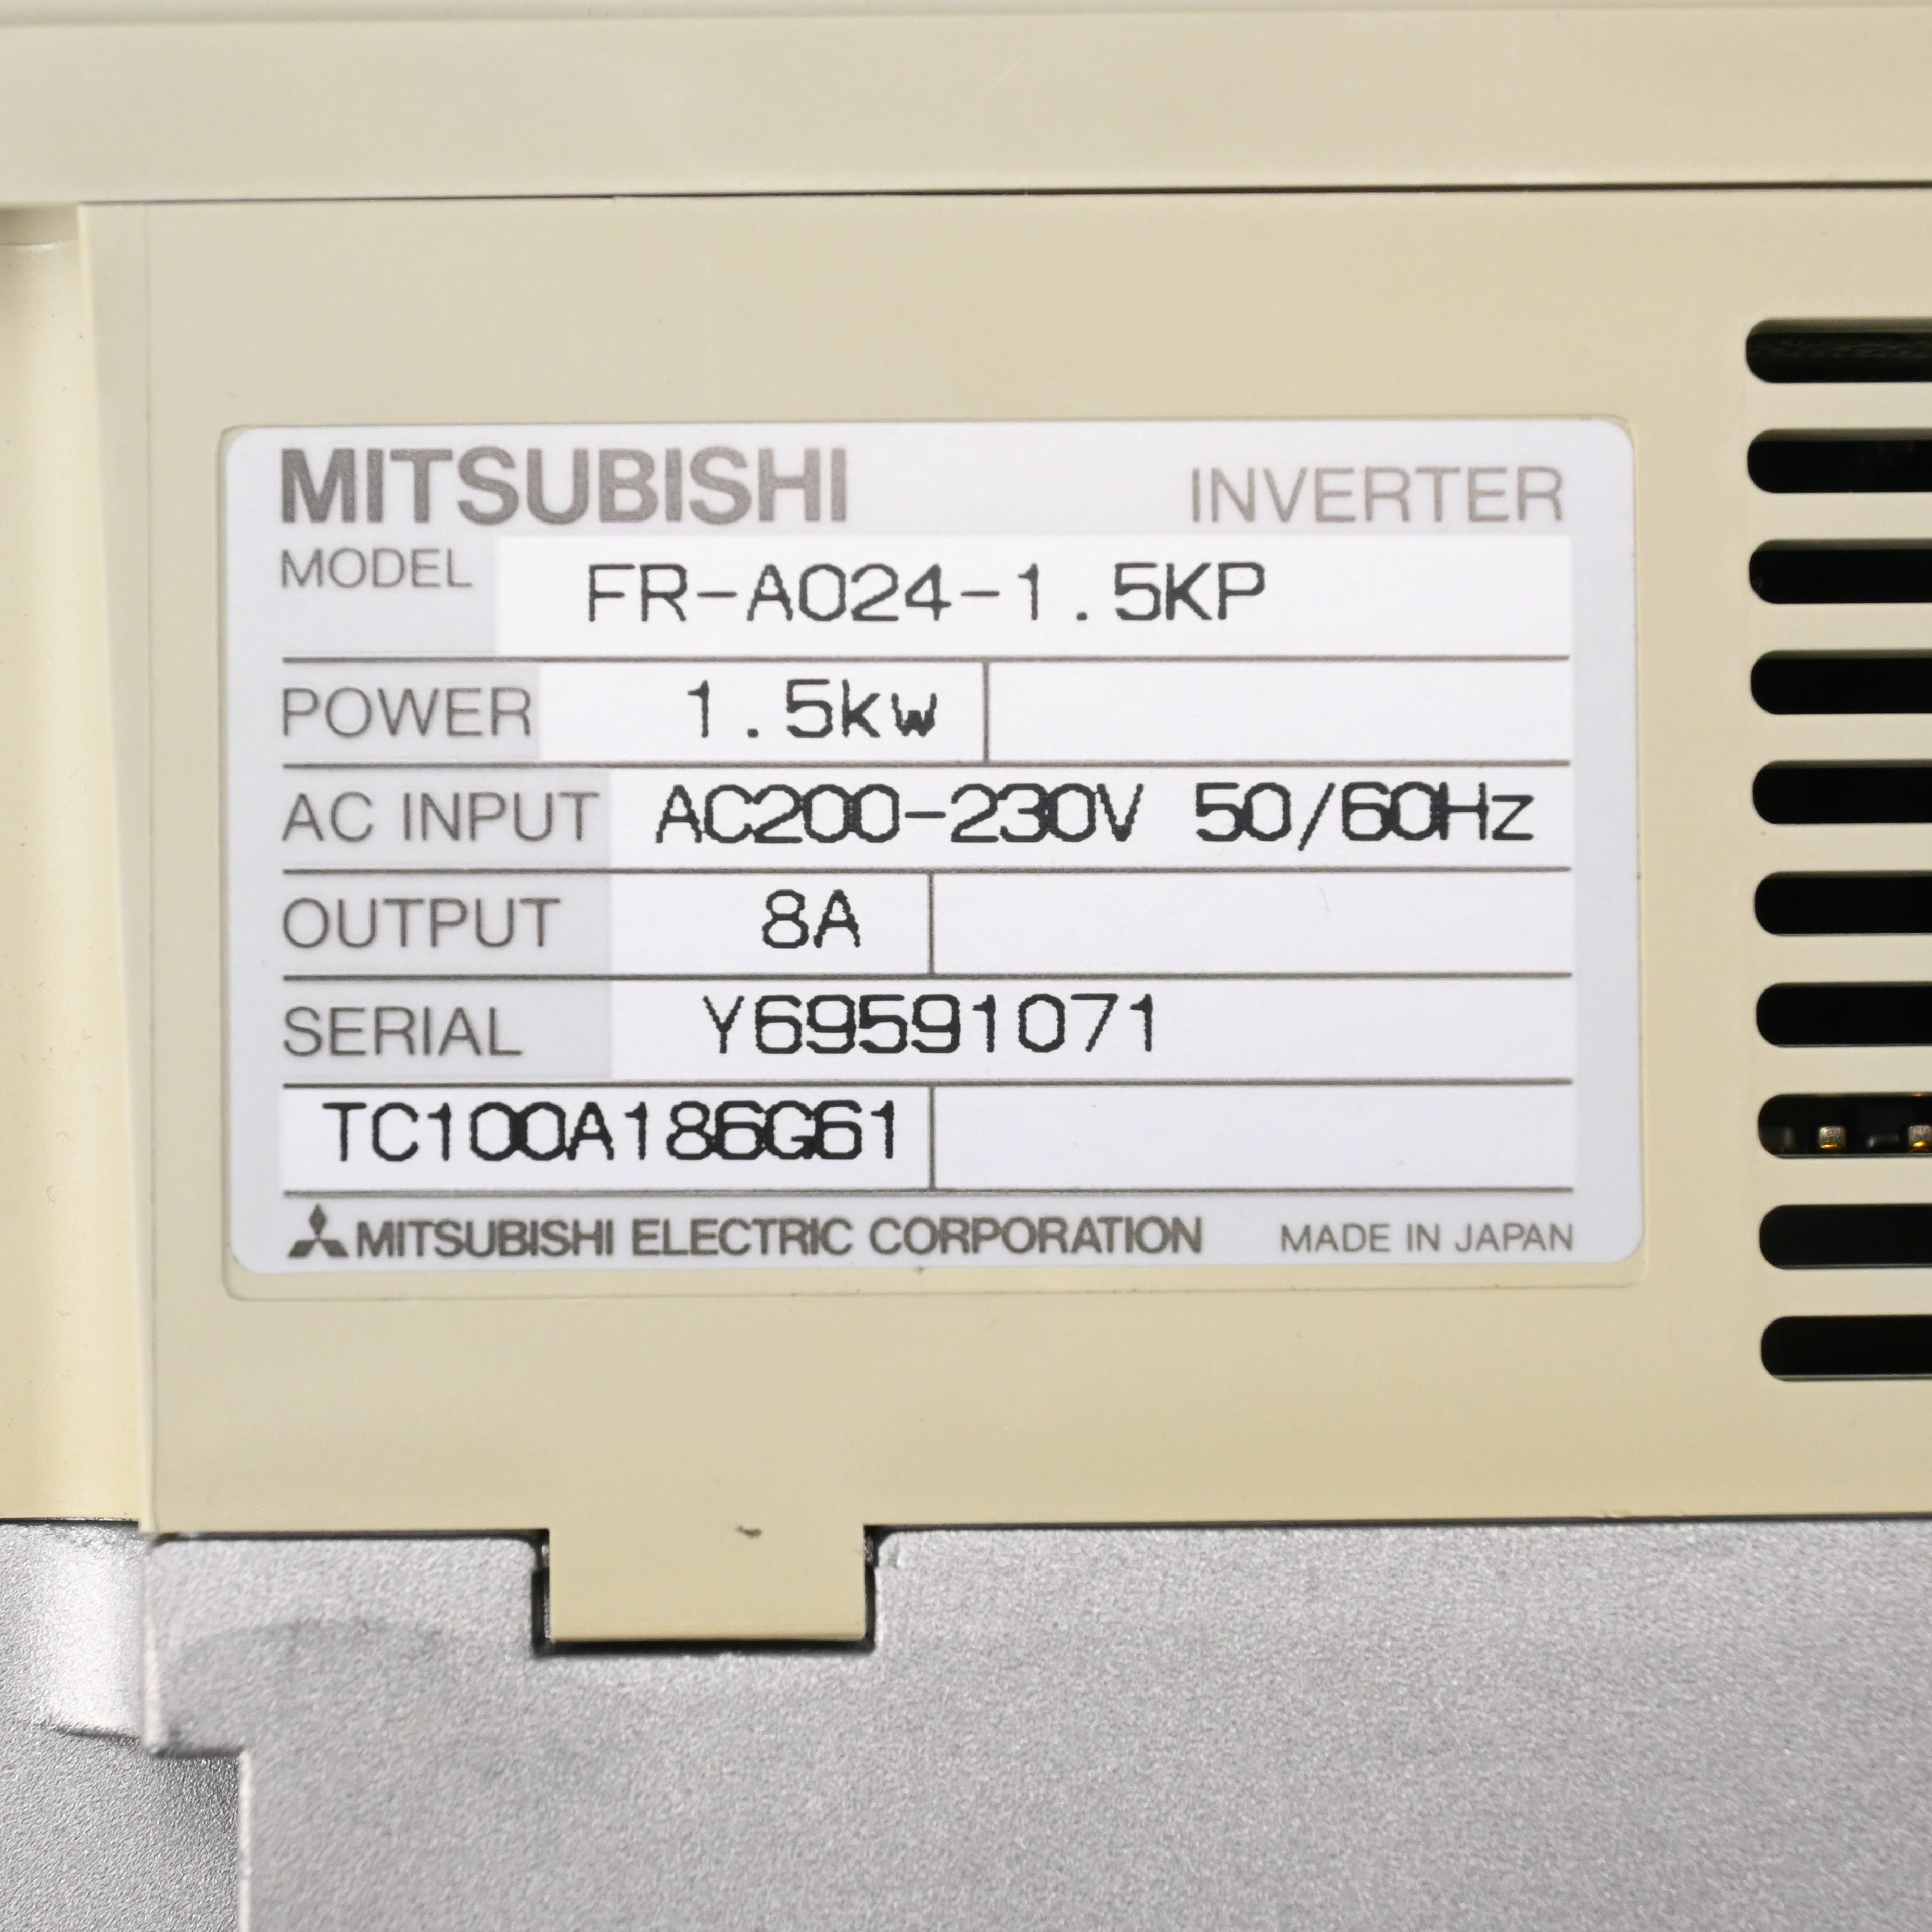 MITSUBISHI INVERTER
MODEL FR-A024-1.5KP
POWER 1.5kw
AC INPUT AC200-230V 50/60Hz
OUTPUT 8A
SERIAL Y69591071
TC100A186G61
MITSUBISHI ELECTRIC CORPORATION MADE IN JAPAN